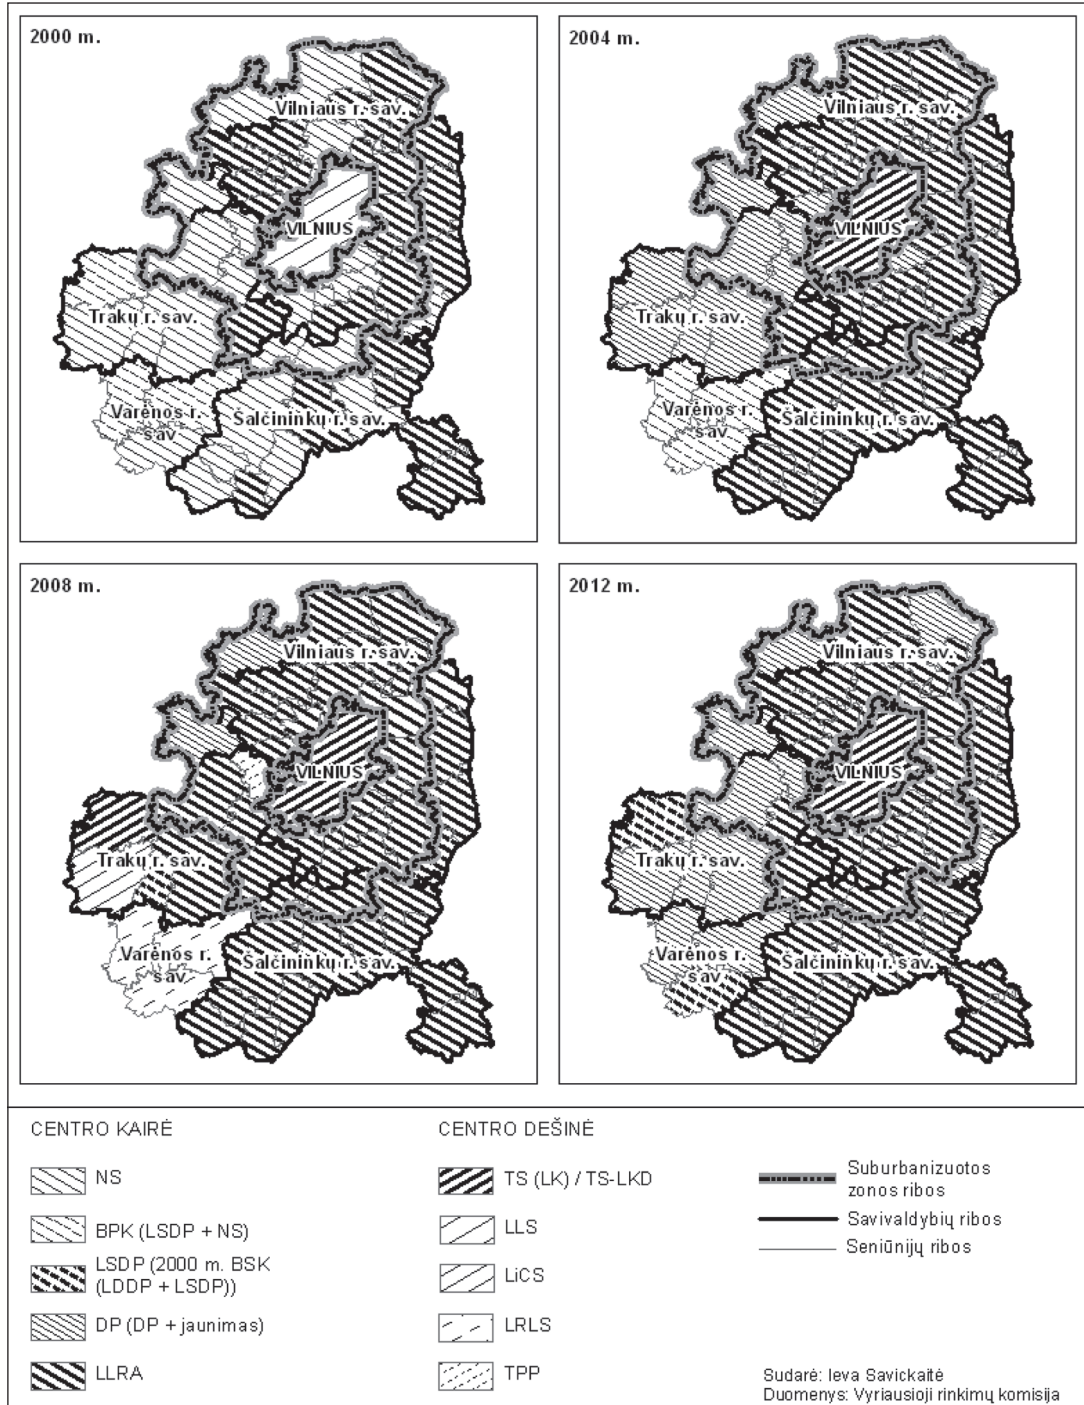 2000 m.
Vilniaus r. sav.
VILNIUS
Trakų r. sav.
Varėnos r.
sav
Šalčininkų r. sav.
2004 m.
Vilniaus r. sav.
VILNIUS
Trakų r. sav.
Varėnos r.
sav
Šalčininkų r. sav.
2008 m.
Vilniaus r. sav.
VILNIUS
Trakų r. sav.
Varėnos r.
sav
Šalčininkų r. sav.
2012 m.
Vilniaus r. sav.
VILNIUS
Trakų r. sav.
Varėnos r.
sav
Šalčininkų r. sav.
CENTRO KAIRĖ
NS
BPK (LSDP + NS)
LSDP (2000 m. BSK
(LDDP + LSDP))
DP (DP + jaunimas)
LLRA
CENTRO DEŠINĖ
TS (LK) / TS-LKD
LLS
LiCS
LRLS
TPP
Suburbanizuotos
zonos ribos
Savivaldybių ribos
Seniūnijų ribos
Sudarė: Ieva Savickaitė
Duomenys: Vyriausioji rinkimų komisija